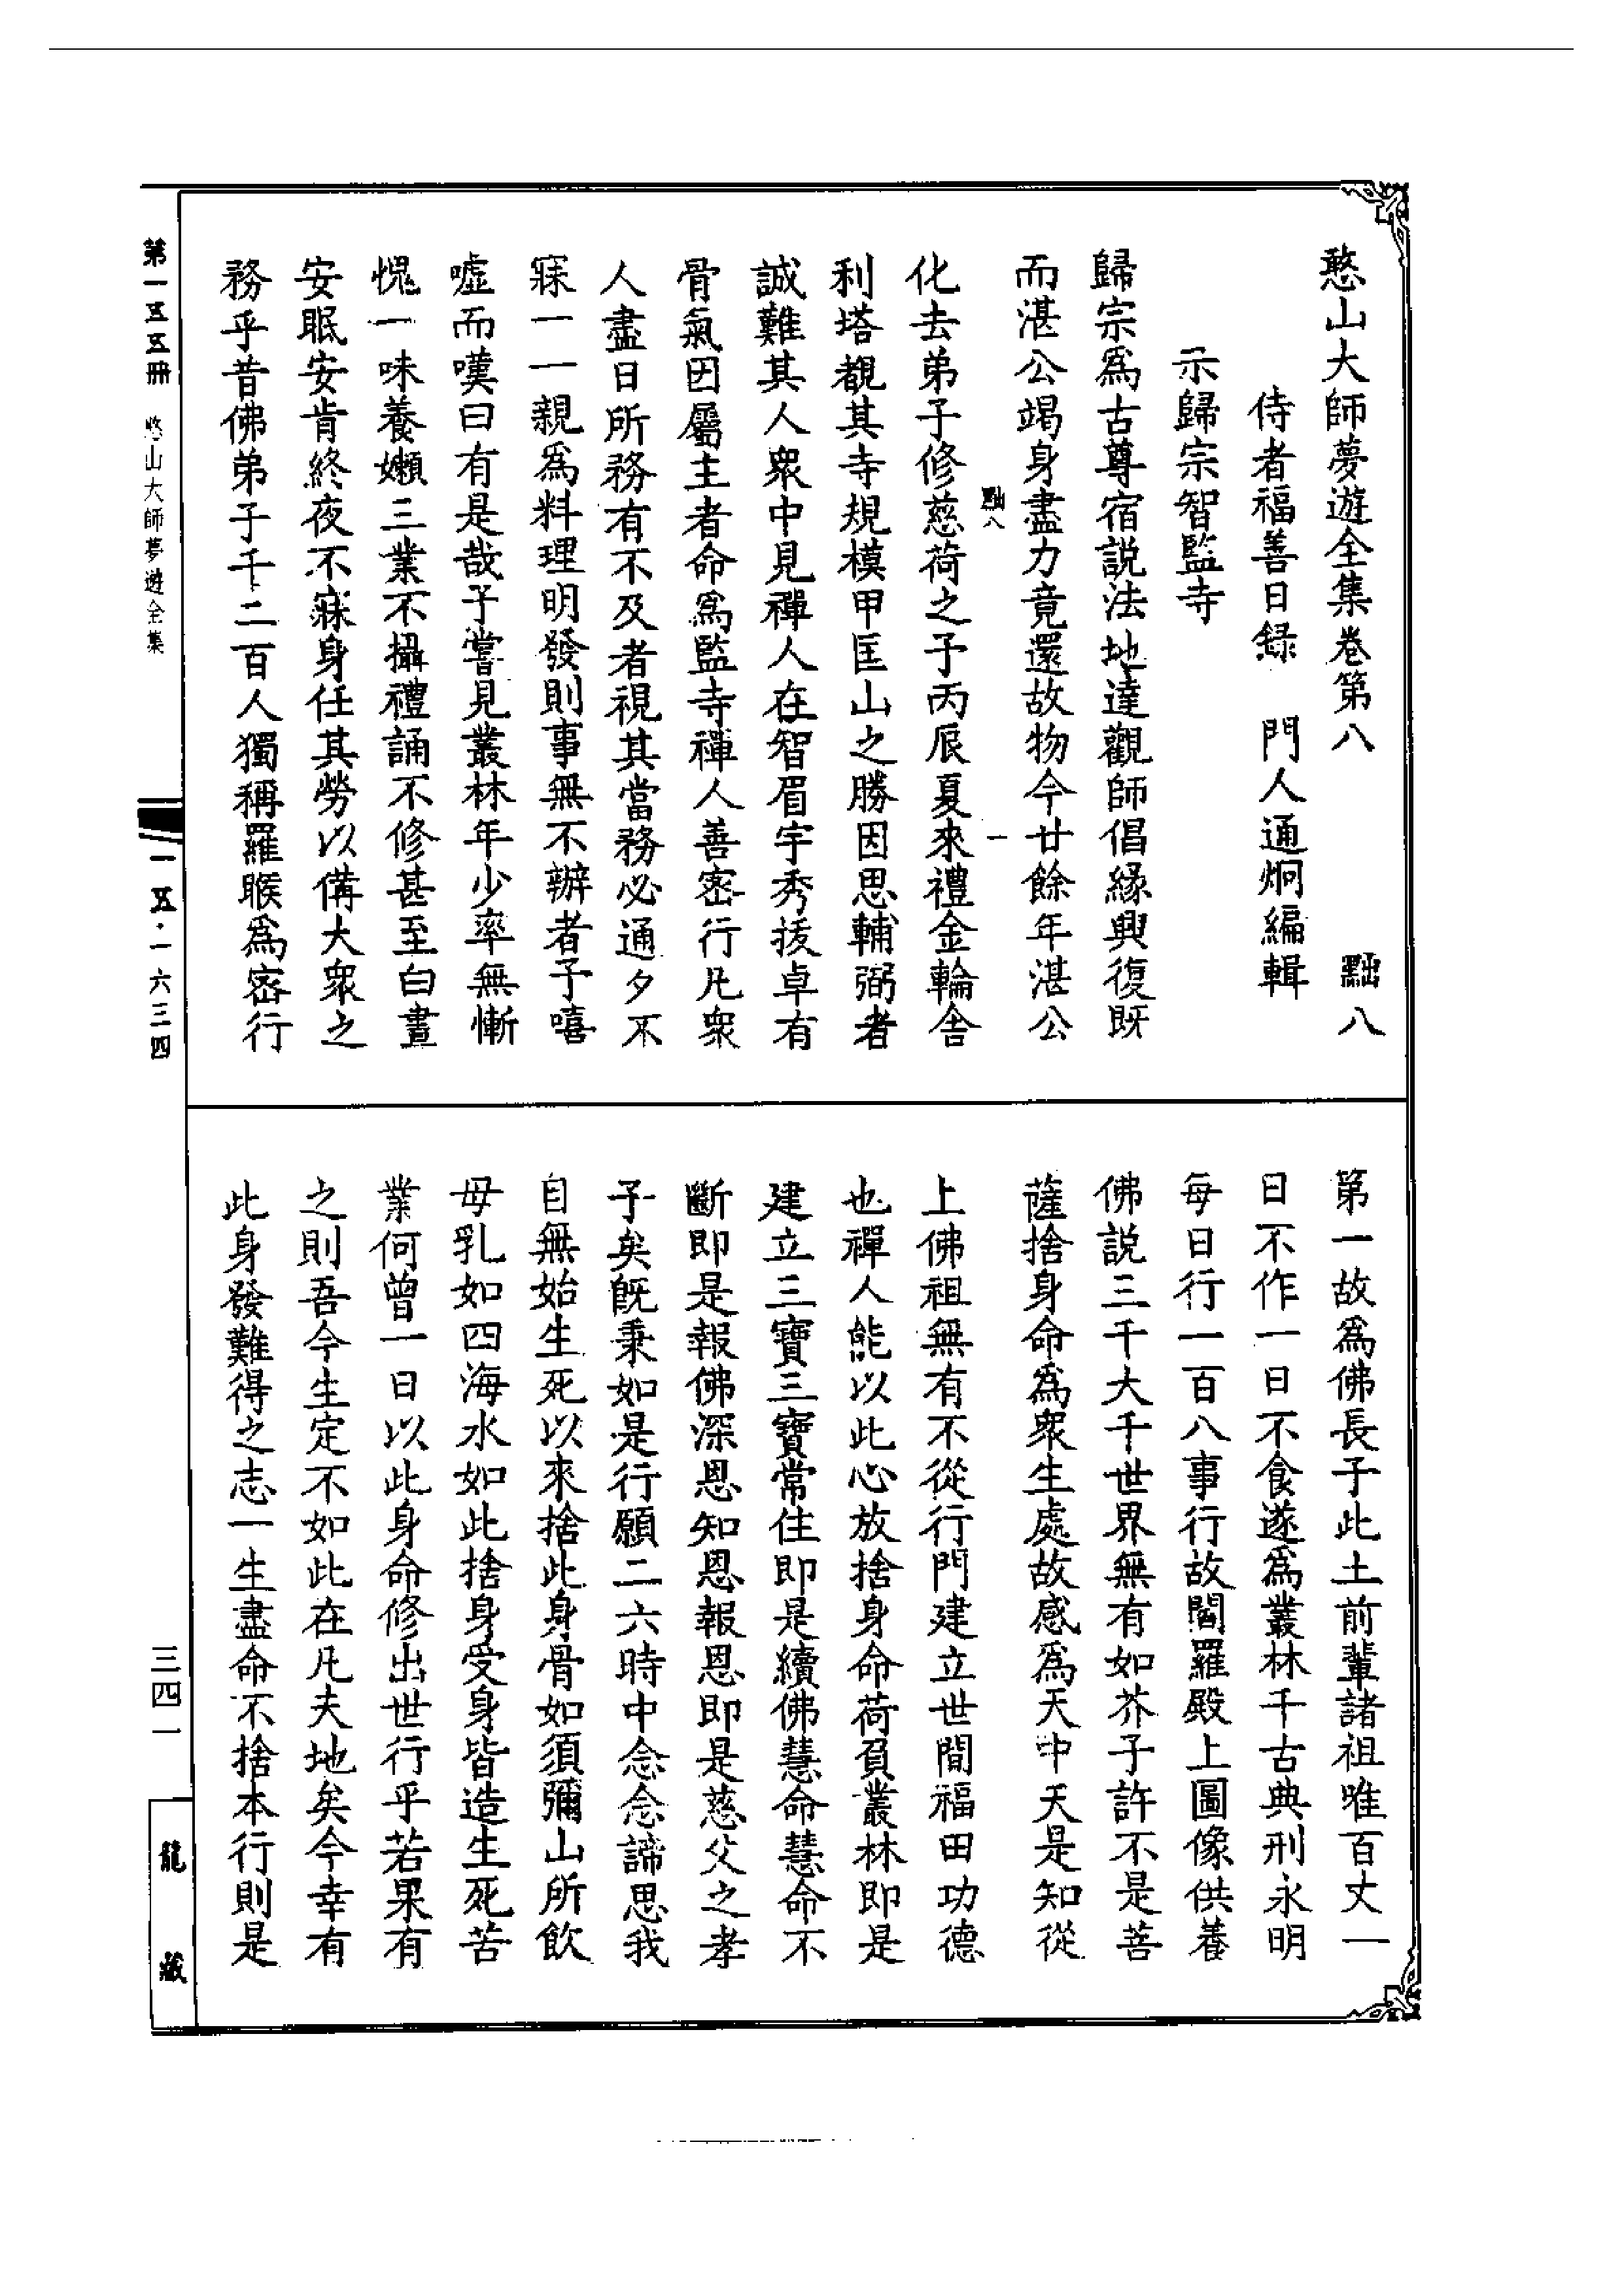 憨山大師夢遊全集卷第八 黜八
侍者福善日録 門人通炯編輯
示歸宗智監寺
歸宗爲古尊宿説法地達觀師倡緣興復既
而湛公竭身盡力竟還故物今廿餘年湛公
黜八 一
化去弟子修慈荷之予丙辰夏來禮金輪舍
利塔覩其寺規模甲匡山之勝因思輔弼者
誠難其人衆中見禪人在智眉宇秀拔卓有
骨氣因屬主者命爲監寺禪人善密行凡衆
人盡日所務有不及者視其當務必通夕不
寐一一親爲料理明發則事無不辦者予嘻
嘘而嘆曰有是哉予嘗見叢林年少率無慚
愧一味養嬾三業不攝禮誦不修甚至白晝
安眠安肯終夜不寐身任其勞以備大衆之
務乎昔佛弟子千二百人獨稱羅睺爲密行
第一故爲佛長子此土前輩諸祖唯百丈一
日不作一日不食遂爲叢林千古典刑永明
每日行一百八事行故閻羅殿上圖像供養
佛説三千大千世界無有如芥子許不是菩
薩捨身命爲衆生處故感爲天中天是知從
上佛祖無有不從行門建立世間福田功德
也禪人能以此心放捨身命荷負叢林即是
建立三寶三寶常住即是續佛慧命慧命不
斷即是報佛深恩知恩報恩即是慈父之孝
子矣既秉如是行願二六時中念念諦思我
自無始生死以來捨此身骨如須彌山所飲
母乳如四海水如此捨身受身皆造生死苦
業何曾一日以此身命修出世行乎若果有
之則吾今生定不如此在凡夫地矣今幸有
此身發難得之志一生盡命不捨本行則是
第一五五冊 憨山大師夢遊全集
一五·一六三四
三四一
龍藏